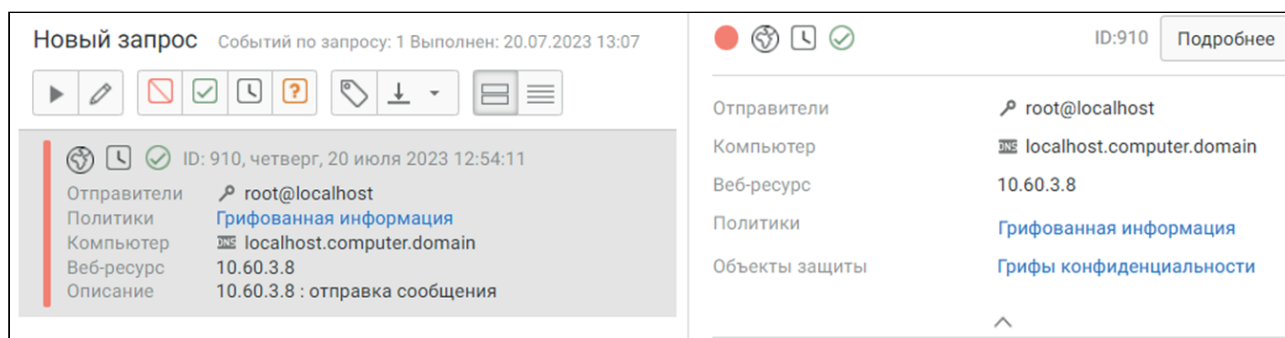 Новый запрос Событий по запросу: 1 Выполнен: 20.07.2023 13:07
ID: 910, четверг, 20 июля 2023 12:54:11
Отправители root@localhost
Политики Грифованная информация
Компьютер DNS localhost.computer.domain
Веб-ресурс 10.60.3.8
Описание 10.60.3.8 : отправка сообщения
ID:910 Подробнее
Отправители root@localhost
Компьютер DNS localhost.computer.domain
Веб-ресурс 10.60.3.8
Политики Грифованная информация
Объекты защиты Грифы конфиденциальности